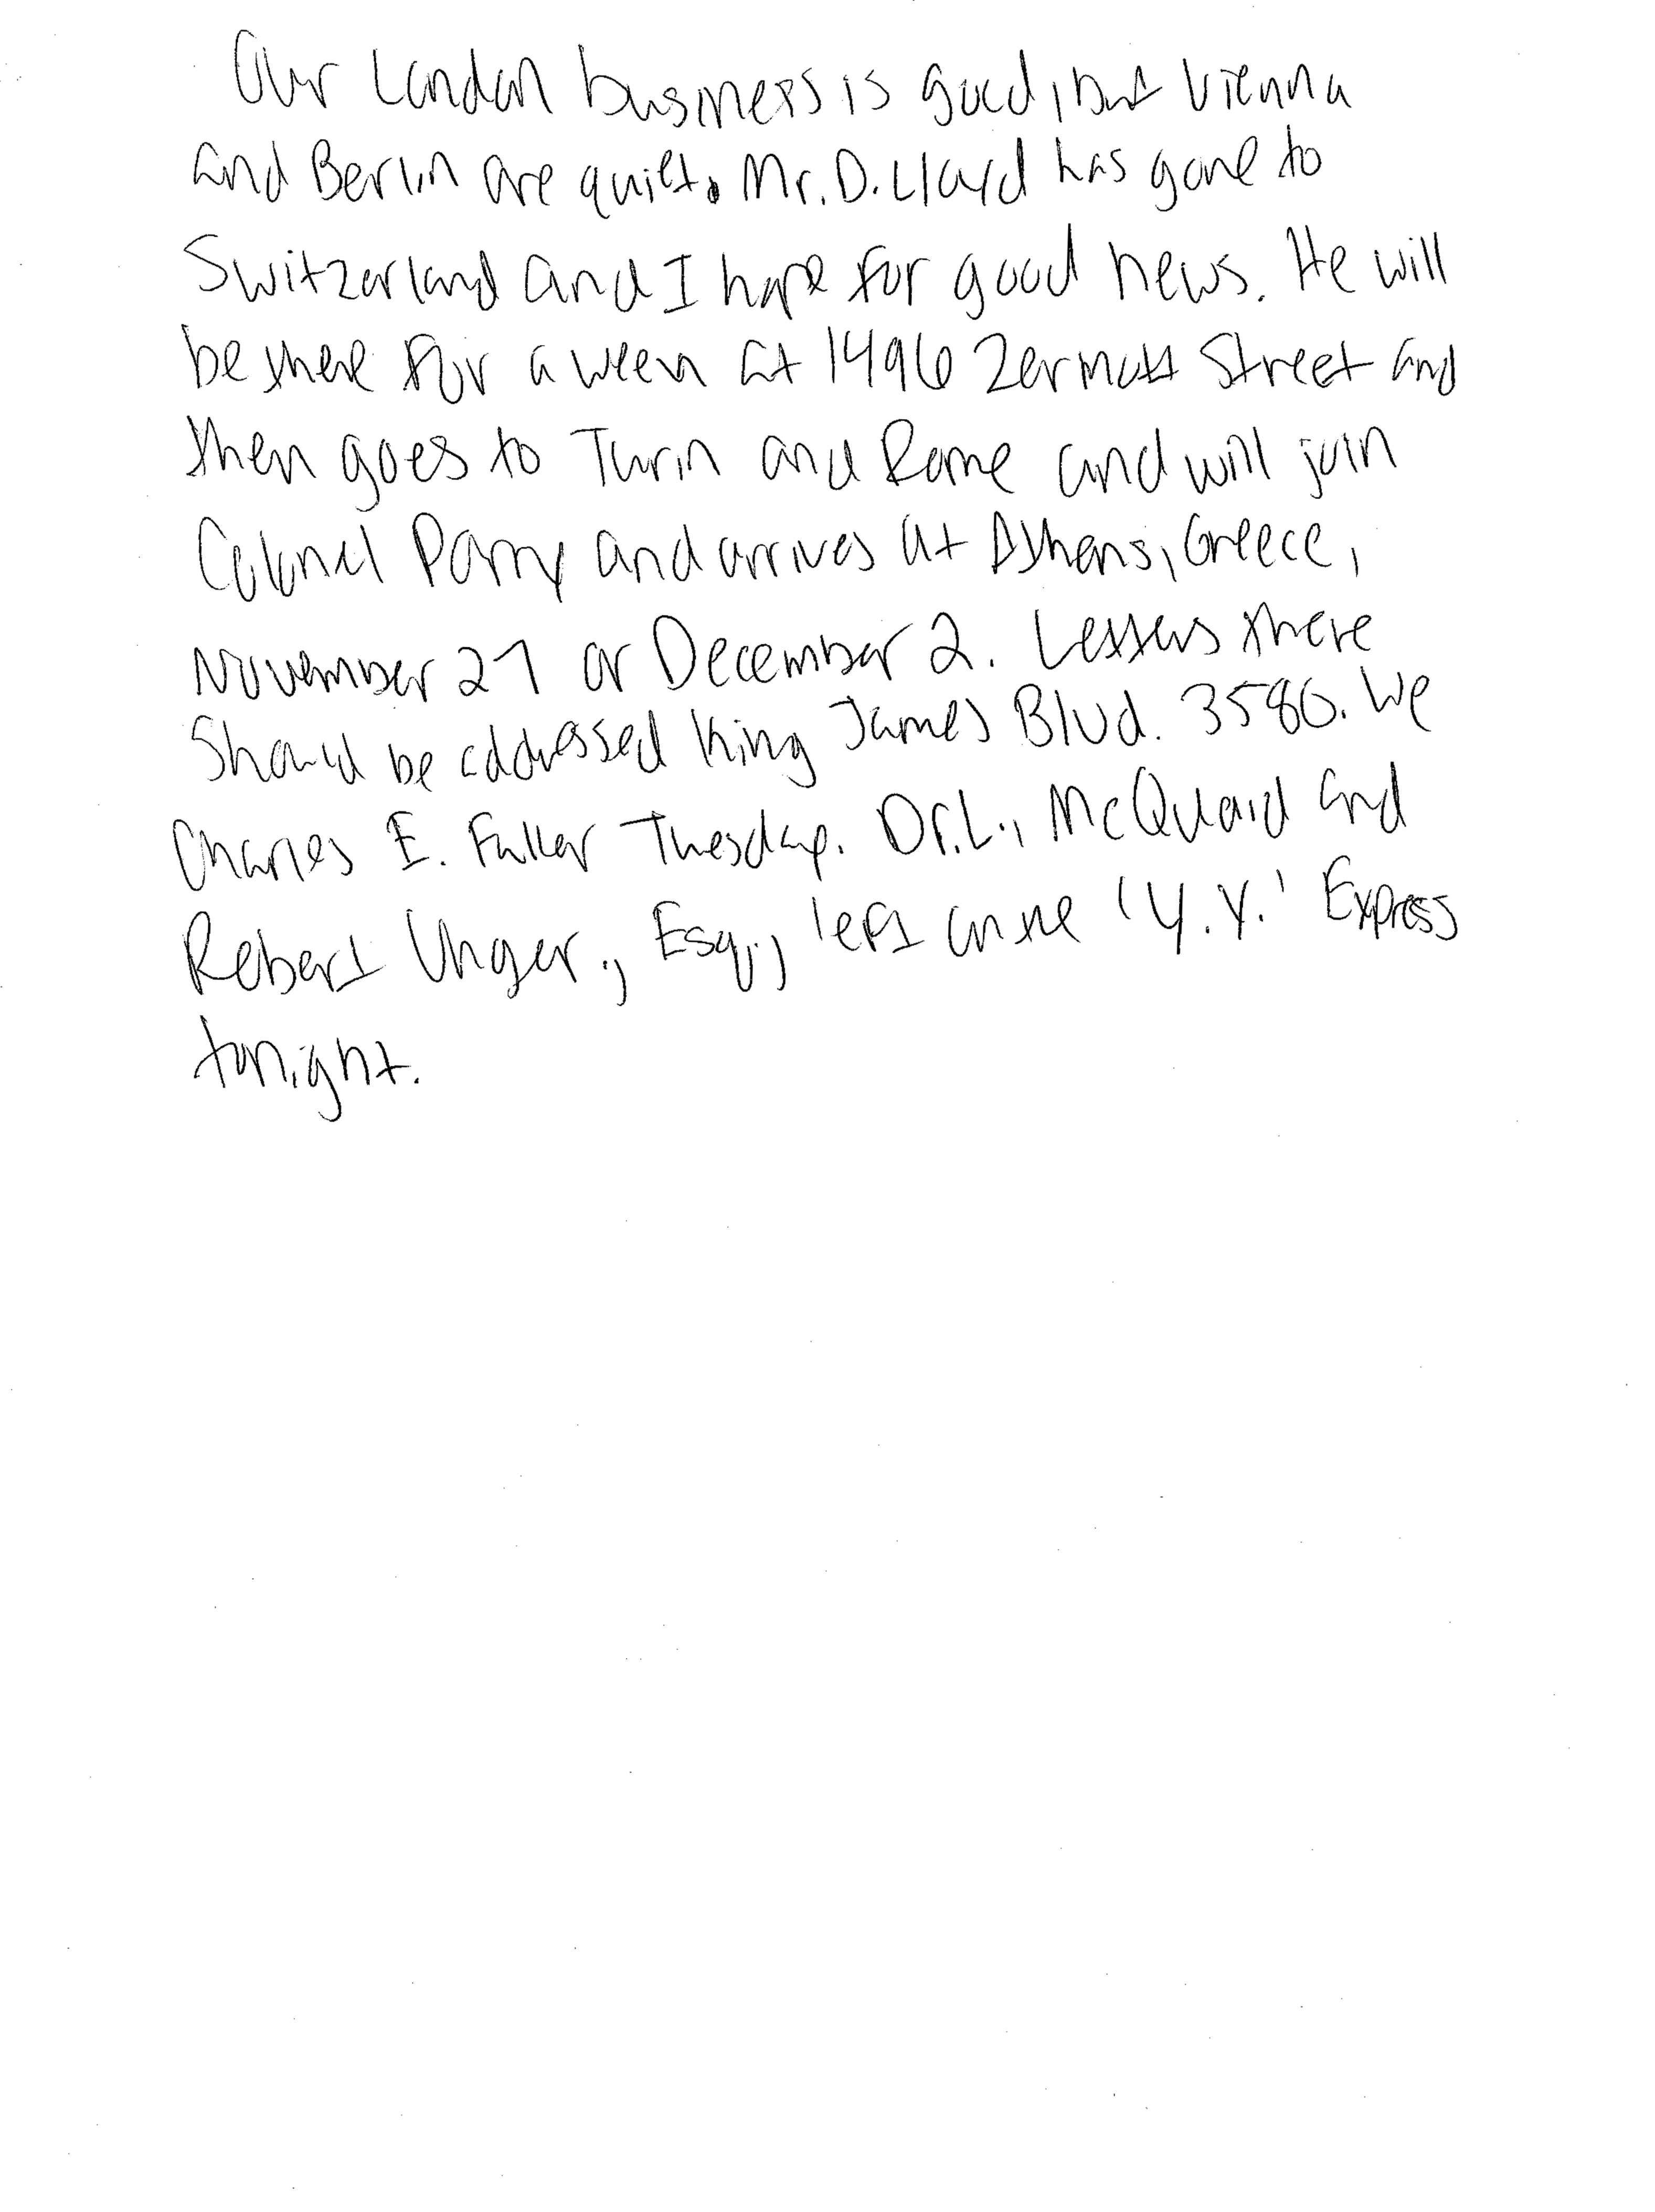 Our London business is good, but Vienna
and Berlin are quiet. Mr. D. Lloyd has gone to
Switzerland and I hope for good news. He will
be there for a week at 1496 Zermott Street and
then goes to Turin and Rome and will join
Colonel Parry and arrives at Athens, Greece,
November 27 or December 2. Letters there
should be addressed King James Blvd. 3580. We
Charles E. Fuller Tuesday. Dr. L., McQuaid and
Robert Unger., Esq., left on the 'Y.Y.' Express
tonight.